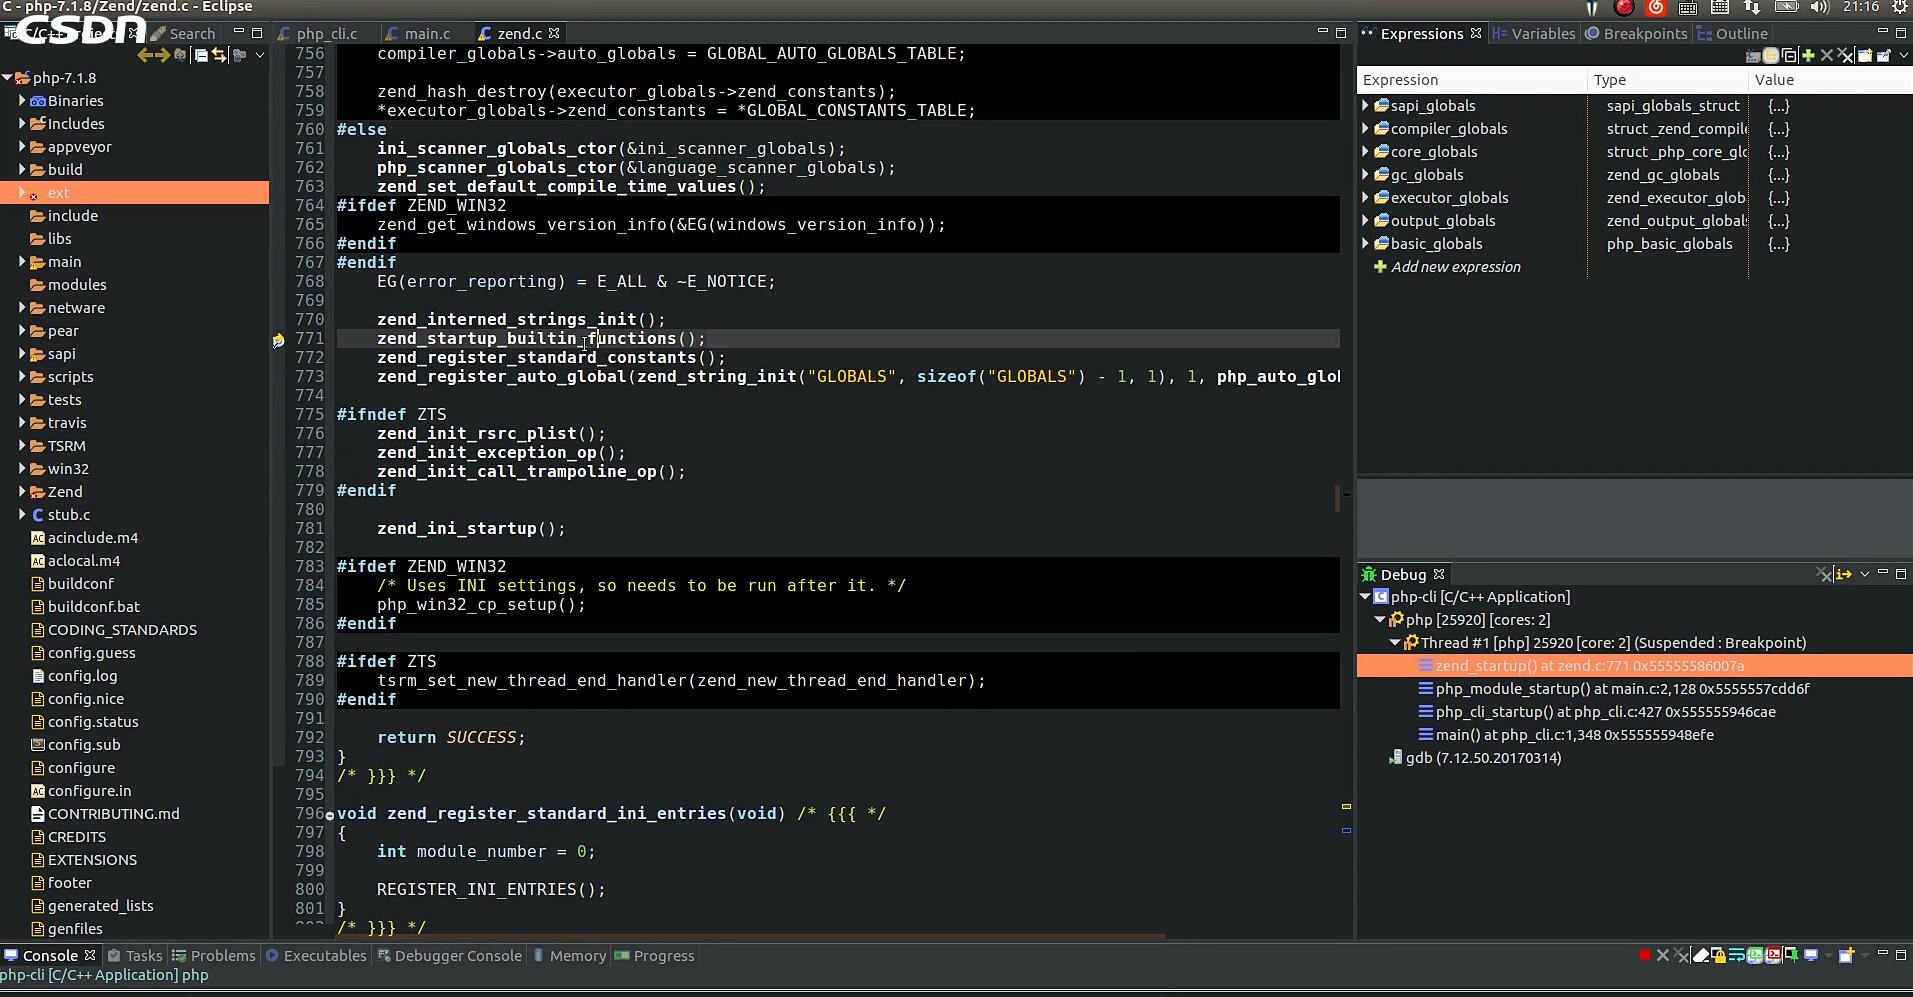 C - php-7.1.8/Zend/zend.c - Eclipse
21:16
CSDN
Search
php_cli.c
main.c
zend.c
Expressions
Variables
Breakpoints
Outline
php-7.1.8
Binaries
Includes
appveyor
build
ext
include
libs
main
modules
netware
pear
sapi
scripts
tests
travis
TSRM
win32
Zend
stub.c
acinclude.m4
aclocal.m4
buildconf
buildconf.bat
CODING_STANDARDS
config.guess
config.log
config.nice
config.status
config.sub
configure
configure.in
CONTRIBUTING.md
CREDITS
EXTENSIONS
footer
generated_lists
genfiles
756 compiler_globals->auto_globals = GLOBAL_AUTO_GLOBALS_TABLE;
757
758 zend_hash_destroy(executor_globals->zend_constants);
759 *executor_globals->zend_constants = *GLOBAL_CONSTANTS_TABLE;
760 #else
761 ini_scanner_globals_ctor(&ini_scanner_globals);
762 php_scanner_globals_ctor(&language_scanner_globals);
763 zend_set_default_compile_time_values();
764 #ifdef ZEND_WIN32
765 zend_get_windows_version_info(&EG(windows_version_info));
766 #endif
767 #endif
768 EG(error_reporting) = E_ALL & ~E_NOTICE;
769
770 zend_interned_strings_init();
771 zend_startup_builtin_functions();
772 zend_register_standard_constants();
773 zend_register_auto_global(zend_string_init("GLOBALS", sizeof("GLOBALS") - 1, 1), 1, php_auto_glo
774
775 #ifndef ZTS
776 zend_init_rsrc_plist();
777 zend_init_exception_op();
778 zend_init_call_trampoline_op();
779 #endif
780
781 zend_ini_startup();
782
783 #ifdef ZEND_WIN32
784 /* Uses INI settings, so needs to be run after it. */
785 php_win32_cp_setup();
786 #endif
787
788 #ifdef ZTS
789 tsrm_set_new_thread_end_handler(zend_new_thread_end_handler);
790 #endif
791
792 return SUCCESS;
793 }
794 /* }}} */
795
796 void zend_register_standard_ini_entries(void) /* {{{ */
797 {
798 int module_number = 0;
799
800 REGISTER_INI_ENTRIES();
801 }
/* }}} */
Expression Type Value
sapi_globals sapi_globals_struct {...}
compiler_globals struct _zend_compile {...}
core_globals struct _php_core_glo {...}
gc_globals zend_gc_globals {...}
executor_globals zend_executor_glob {...}
output_globals zend_output_globals {...}
basic_globals php_basic_globals {...}
Add new expression
Debug
php-cli [C/C++ Application]
php [25920] [cores: 2]
Thread #1 [php] 25920 [core: 2] (Suspended : Breakpoint)
zend_startup() at zend.c:771 0x55555586007a
php_module_startup() at main.c:2,128 0x5555557cdd6f
php_cli_startup() at php_cli.c:427 0x555555946cae
main() at php_cli.c:1,348 0x555555948efe
gdb (7.12.50.20170314)
Console
Tasks
Problems
Executables
Debugger Console
Memory
Progress
php-cli [C/C++ Application] php